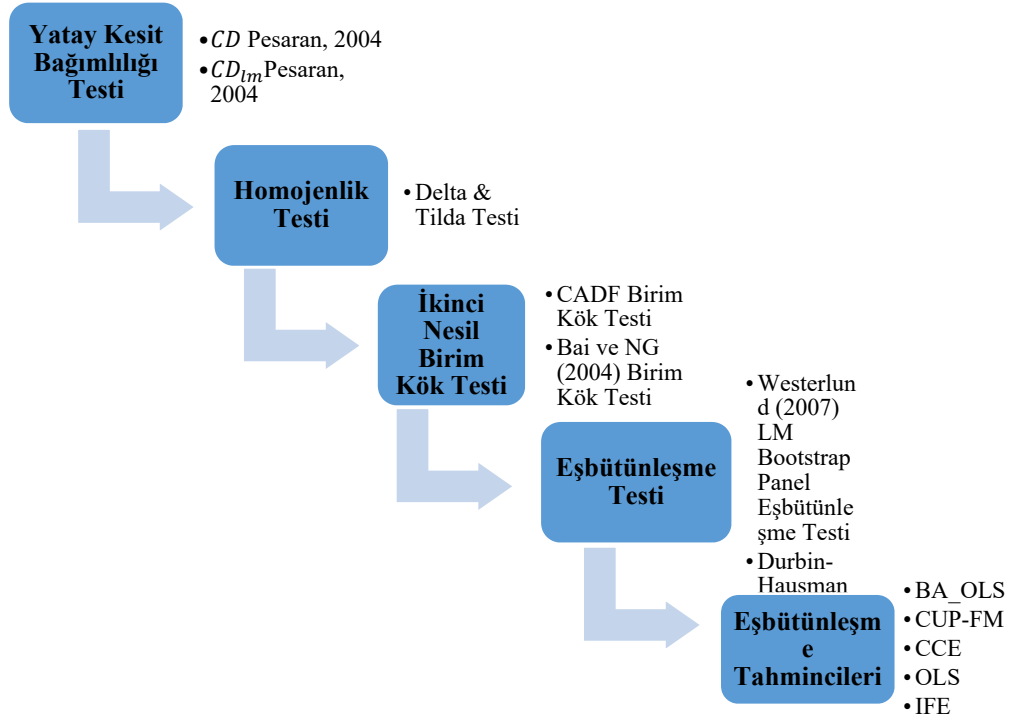 Yatay Kesit
Bağımlılığı
Testi
•CD Pesaran, 2004
•CD_lm Pesaran,
2004
Homojenlik
Testi
•Delta &
Tilda Testi
İkinci
Nesil
Birim
Kök Testi
•CADF Birim
Kök Testi
•Bai ve NG
(2004) Birim
Kök Testi
Eşbütünleşme
Testi
•Westerlun
d (2007)
LM
Bootstrap
Panel
Eşbütünle
şme Testi
•Durbin-
Hausman
Eşbütünleşm
e
Tahmincileri
•BA_OLS
•CUP-FM
•CCE
•OLS
•IFE